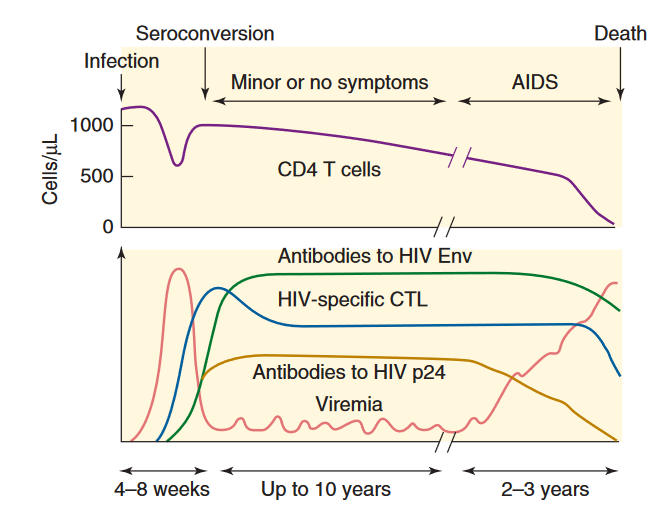 Seroconversion
Death
Infection
Minor or no symptoms
AIDS
Cells/μL
1000
500
0
CD4 T cells
Antibodies to HIV Env
HIV-specific CTL
Antibodies to HIV p24
Viremia
4–8 weeks
Up to 10 years
2–3 years